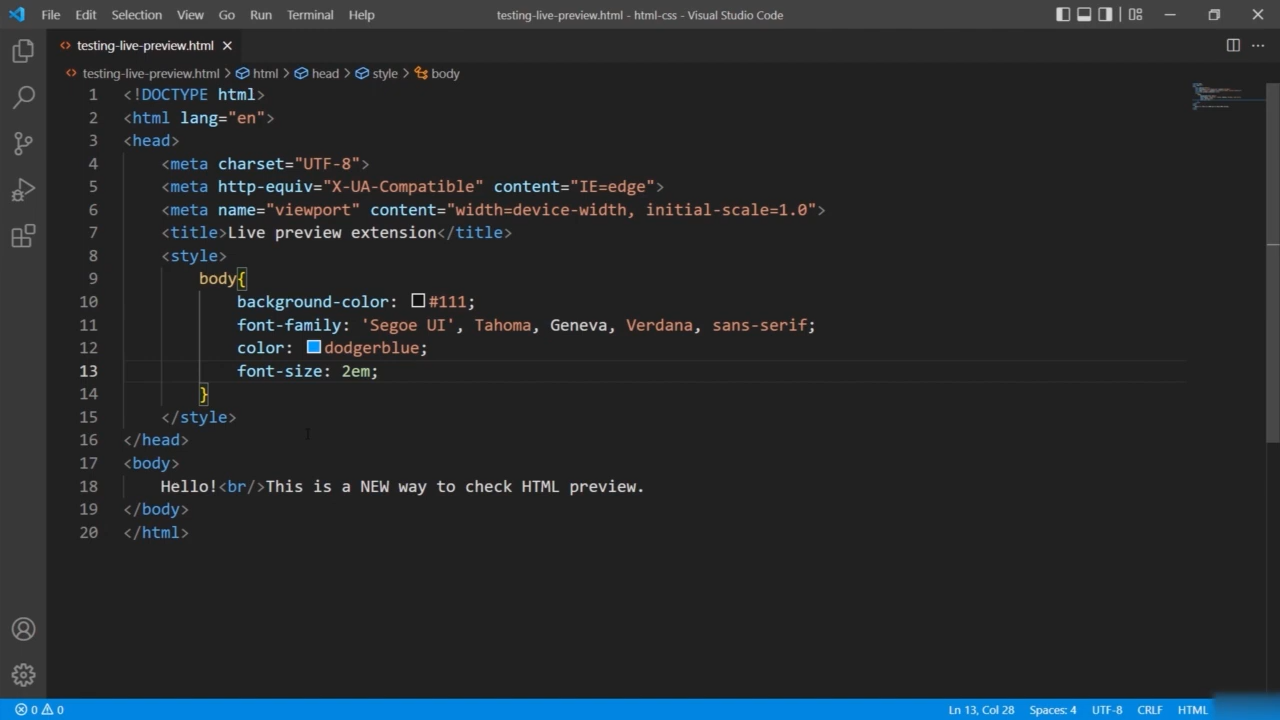 File Edit Selection View Go Run Terminal Help testing-live-preview.html - html-css - Visual Studio Code
testing-live-preview.html
testing-live-preview.html > html > head > style > body
1 <!DOCTYPE html>
2 <html lang="en">
3 <head>
4 <meta charset="UTF-8">
5 <meta http-equiv="X-UA-Compatible" content="IE=edge">
6 <meta name="viewport" content="width=device-width, initial-scale=1.0">
7 <title>Live preview extension</title>
8 <style>
9 body{
10 background-color: #111;
11 font-family: 'Segoe UI', Tahoma, Geneva, Verdana, sans-serif;
12 color: dodgerblue;
13 font-size: 2em;
14 }
15 </style>
16 </head>
17 <body>
18 Hello!<br/>This is a NEW way to check HTML preview.
19 </body>
20 </html>
0 0 Ln 13, Col 28 Spaces: 4 UTF-8 CRLF HTML